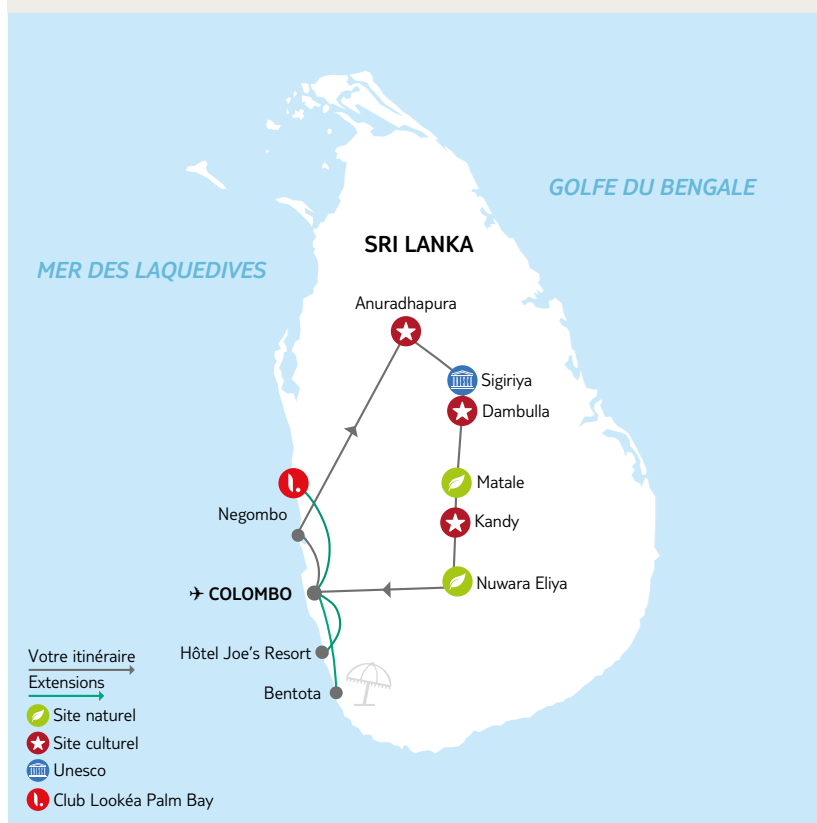 GOLFE DU BENGALE
SRI LANKA
MER DES LAQUEDIVES
Anuradhapura
Sigiriya
Dambulla
Matale
Negombo
Kandy
Nuwara Eliya
COLOMBO
Hôtel Joe's Resort
Bentota
Votre itinéraire
Extensions
Site naturel
Site culturel
Unesco
Club Lookéa Palm Bay